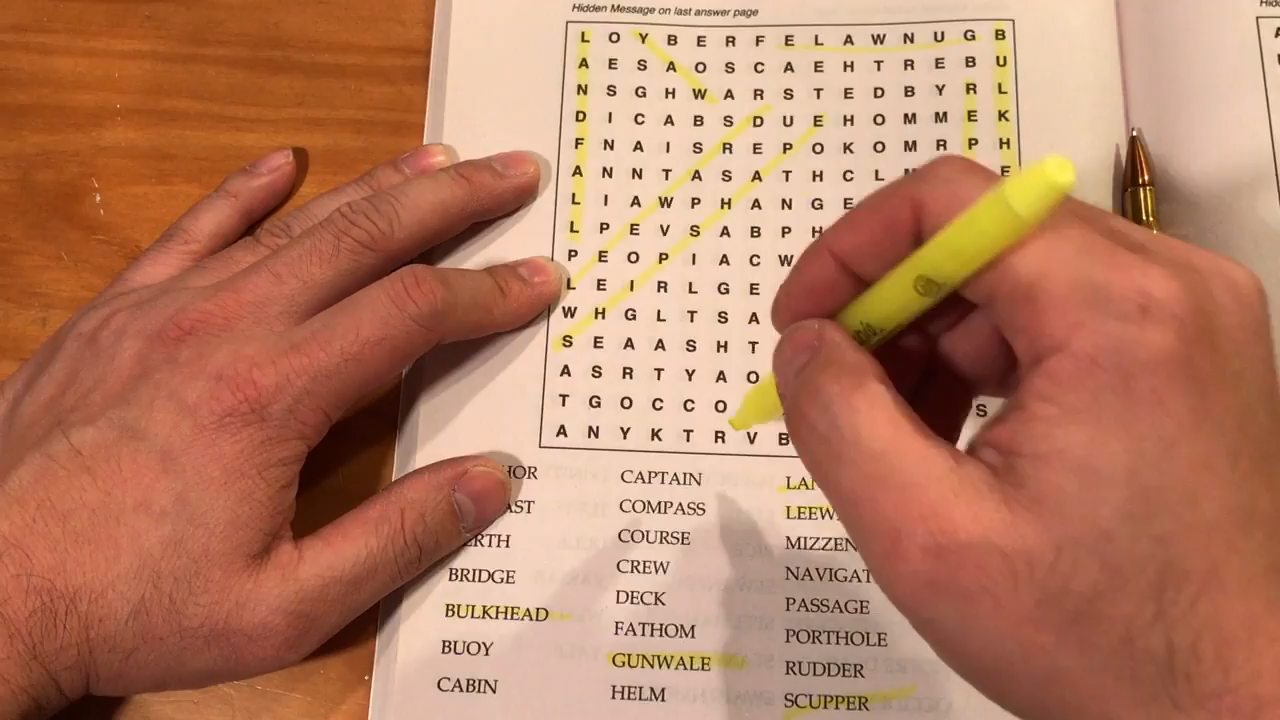 Hidden Message on last answer page
L O Y B E R F E L A W N U G B
A E S A O S C A E H T R E B U
N S G H W A R S T E D B Y R L
D I C A B S D U E H O M M E K
F N A I S R E P O K O M R P H
A N N T A S A T H C L E
L I A W P H A N G E
L P E V S A B P H
P E O P I A C W
L E I R L G E
W H G L T S A
S E A A S H T
A S R T Y A O
T G O C C O S
A N Y K T R V B
CAPTAIN
COMPASS
COURSE
CREW
DECK
FATHOM
GUNWALE
HELM
BRIDGE
BULKHEAD
BUOY
CABIN
PASSAGE
PORTHOLE
RUDDER
SCUPPER